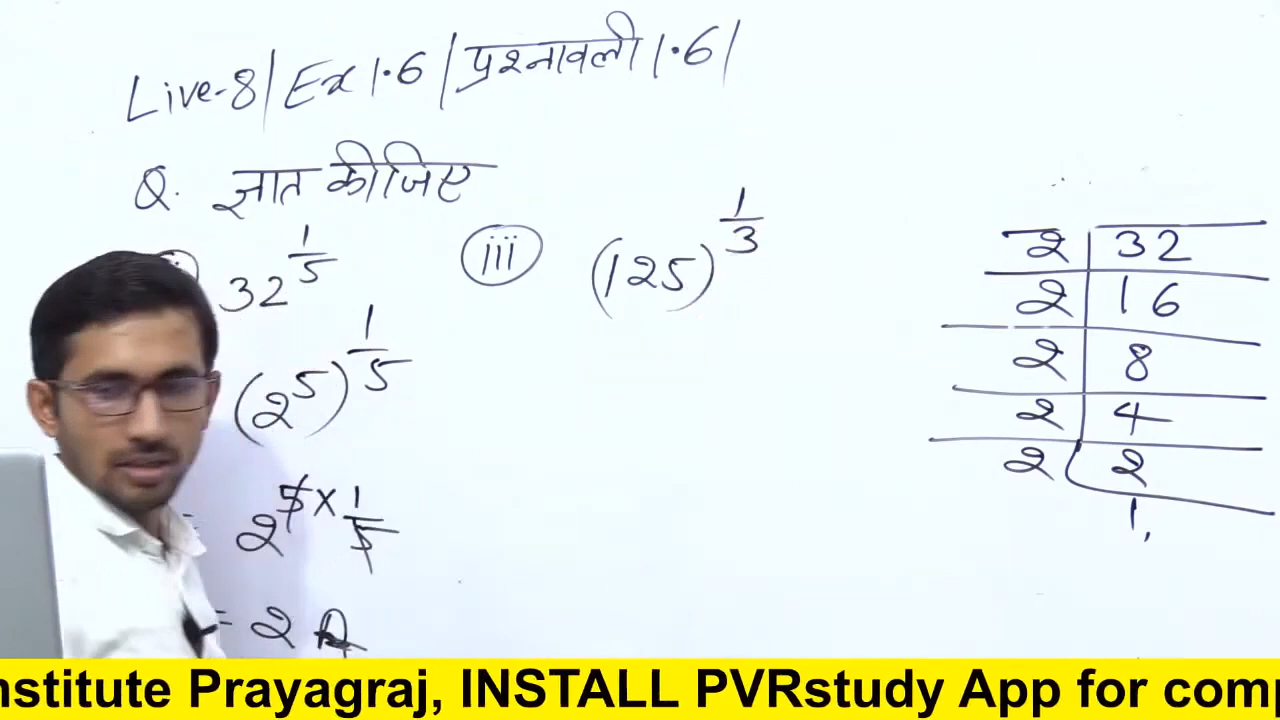 Live-8| Ex 1.6 | प्रश्नावली 1.6|
Q. ज्ञात कीजिए
32^(1/5)
(2^5)^(1/5)
= 2^(5×1/5)
= 2 A
iii (125)^(1/3)
2 | 32
2 | 16
2 | 8
2 | 4
2 | 2
1,
nstitute Prayagraj, INSTALL PVRstudy App for comp